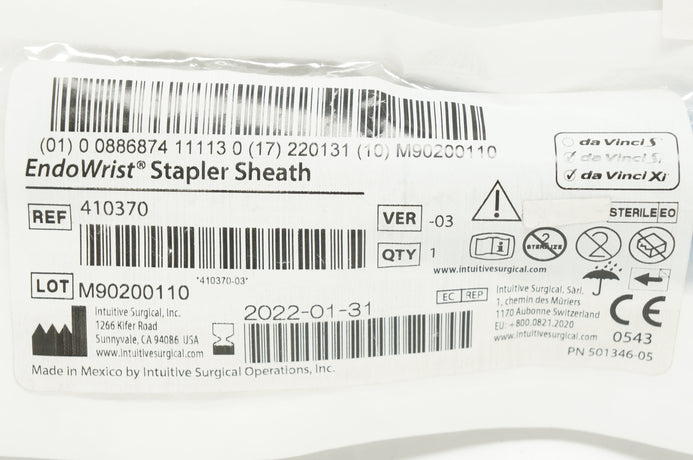 (01) 0 0886874 11113 0 (17) 220131 (10) M90200110
EndoWrist® Stapler Sheath
da Vinci S
da Vinci Si
da Vinci Xi
REF 410370
VER -03
STERILE EO
*410370-03*
QTY 1
2
STERILIZE
2
www.intuitivesurgical.com
LOT M90200110
2022-01-31
EC REP
Intuitive Surgical, Inc.
1266 Kifer Road
Sunnyvale, CA 94086 USA
www.intuitivesurgical.com
Intuitive Surgical, Sàrl.
1, chemin des Mûriers
1170 Aubonne Switzerland
EU: +800.0821.2020
www.intuitivesurgical.com
CE
0543
PN 501346-05
Made in Mexico by Intuitive Surgical Operations, Inc.